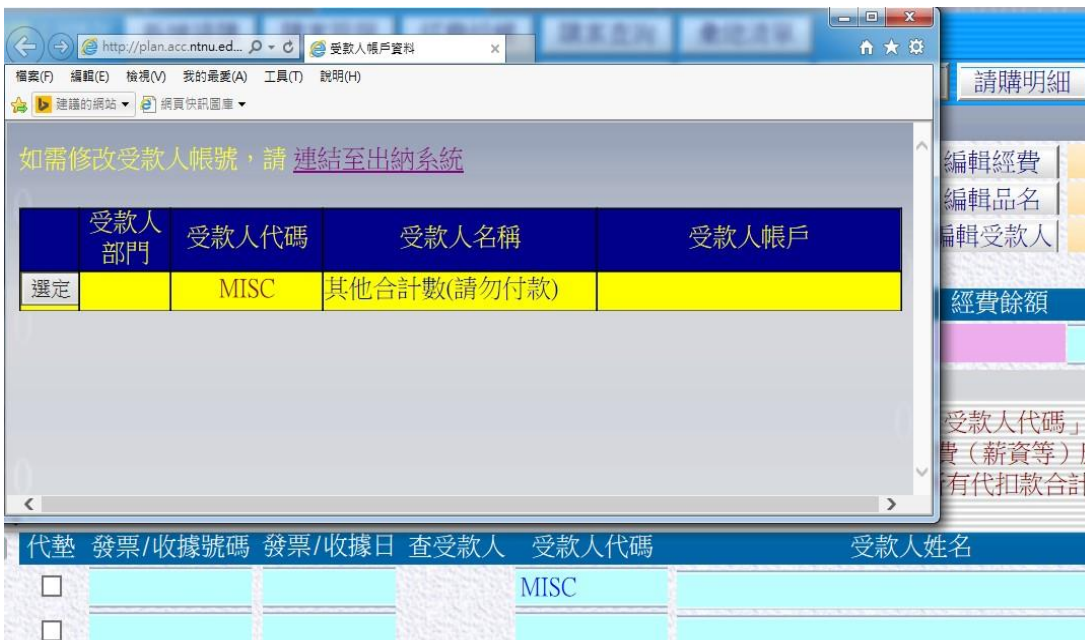 http://plan.acc.ntnu.ed...
受款人帳戶資料
檔案(F) 編輯(E) 檢視(V) 我的最愛(A) 工具(T) 說明(H)
建議的網站
網頁快訊圖庫
如需修改受款人帳號，請 連結至出納系統
受款人部門 受款人代碼 受款人名稱 受款人帳戶
選定 MISC 其他合計數(請勿付款)
請購明細
編輯經費
編輯品名
編輯受款人
經費餘額
受款人代碼」
費（薪資等）
所有代扣款合計
代墊 發票/收據號碼 發票/收據日 查受款人 受款人代碼 受款人姓名
MISC